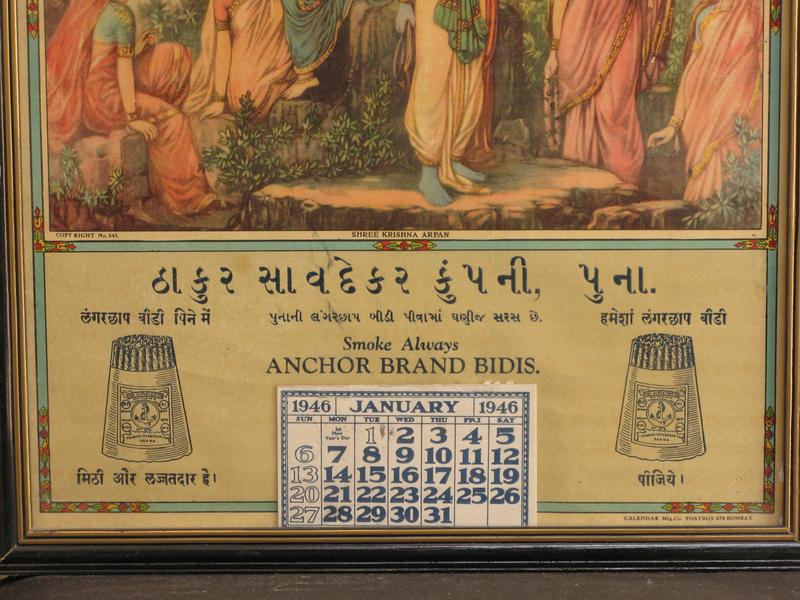 COPY RIGHT No. 543,
SHREE KRISHNA ARPAN
ઠાકુર સાવદેકર કુંપની, પુના.
लंगरछाप वीडी पिने में
પુનાની લંગરછાપ બીડી પીવામાં ઘણીજ સરસ છે.
हमेशां लंगरछाप वीडी
Smoke Always
ANCHOR BRAND BIDIS.
1946 JANUARY 1946
SUN MON TUE WED THU FRI SAT
1st New Year's Day 1 2 3 4 5
6 7 8 9 10 11 12
13 14 15 16 17 18 19
20 21 22 23 24 25 26
27 28 29 30 31
मिठी और लज्जतदार है।
पीजिये।
CALENDAR Mfg. Co. POSTBOX 478 BOMBAY.